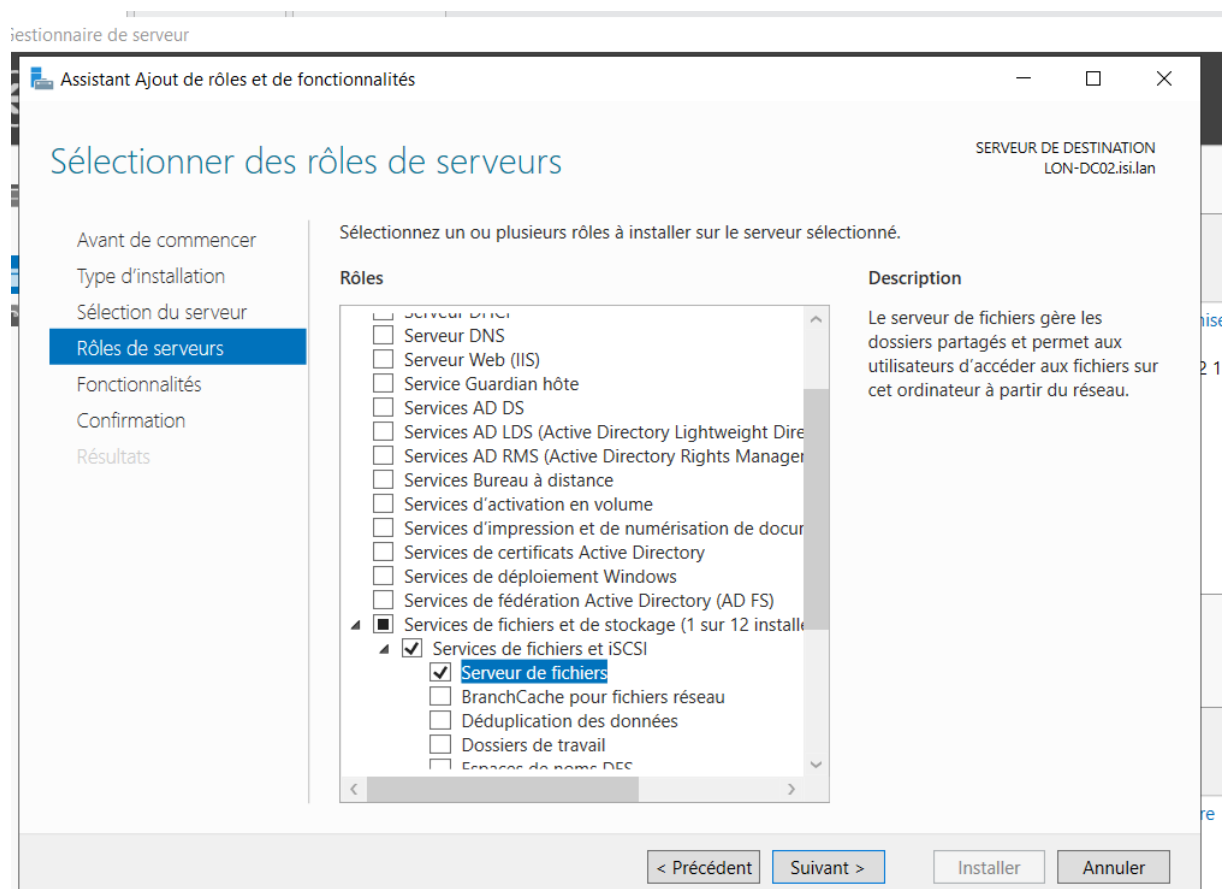 Gestionnaire de serveur
Assistant Ajout de rôles et de fonctionnalités
Sélectionner des rôles de serveurs
SERVEUR DE DESTINATION
LON-DC02.isi.lan
Avant de commencer
Type d'installation
Sélection du serveur
Rôles de serveurs
Fonctionnalités
Confirmation
Résultats
Sélectionnez un ou plusieurs rôles à installer sur le serveur sélectionné.
Rôles
Serveur DHCP
Serveur DNS
Serveur Web (IIS)
Service Guardian hôte
Services AD DS
Services AD LDS (Active Directory Lightweight Dire
Services AD RMS (Active Directory Rights Manager
Services Bureau à distance
Services d'activation en volume
Services d'impression et de numérisation de docur
Services de certificats Active Directory
Services de déploiement Windows
Services de fédération Active Directory (AD FS)
Services de fichiers et de stockage (1 sur 12 installé
Services de fichiers et iSCSI
Serveur de fichiers
BranchCache pour fichiers réseau
Déduplication des données
Dossiers de travail
Espaces de noms DFS
Description
Le serveur de fichiers gère les
dossiers partagés et permet aux
utilisateurs d'accéder aux fichiers sur
cet ordinateur à partir du réseau.
< Précédent
Suivant >
Installer
Annuler